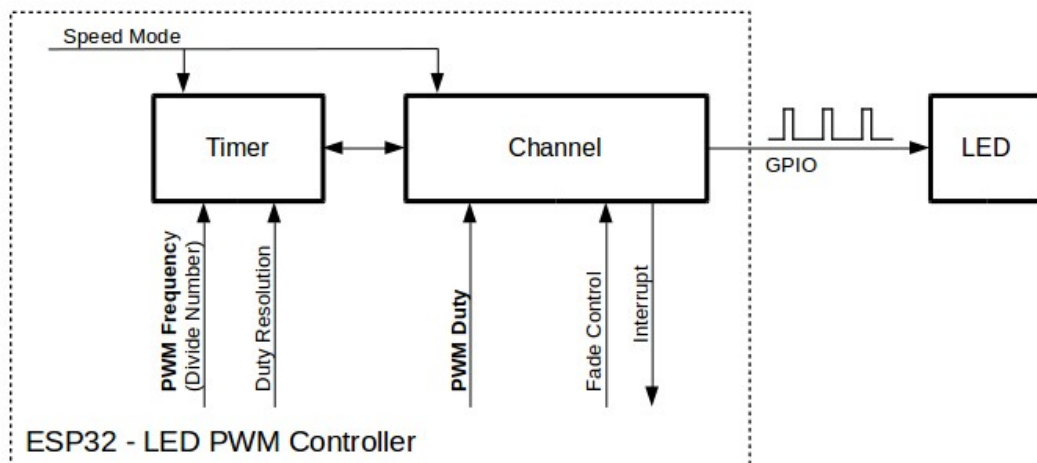 Speed Mode
Timer
Channel
GPIO
LED
PWM Frequency
(Divide Number)
Duty Resolution
PWM Duty
Fade Control
Interrupt
ESP32 - LED PWM Controller